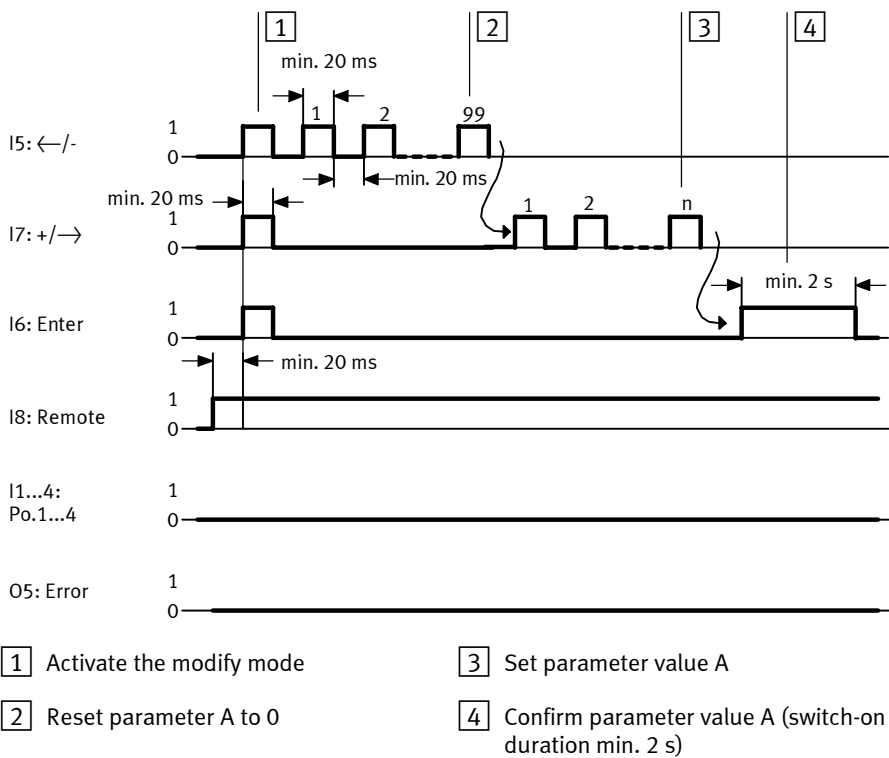 1 2 3 4
min. 20 ms
1 2 99
I5: ←/- 1
0
min. 20 ms
min. 20 ms
1 2 n
I7: +/→ 1
0
min. 2 s
I6: Enter 1
0
min. 20 ms
I8: Remote 1
0
I1...4: 1
Po.1...4 0
O5: Error 1
0
1 Activate the modify mode
2 Reset parameter A to 0
3 Set parameter value A
4 Confirm parameter value A (switch-on
duration min. 2 s)